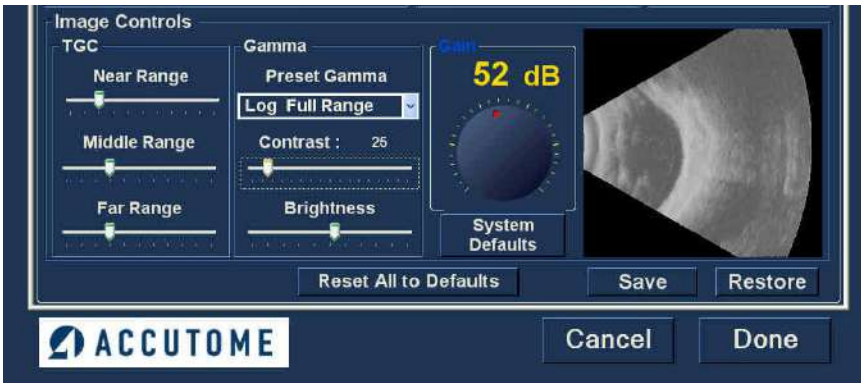 Image Controls
TGC
Near Range
Middle Range
Far Range
Gamma
Preset Gamma
Log Full Range
Contrast : 25
Brightness
Gain
52 dB
System
Defaults
Reset All to Defaults
Save
Restore
ACCUTOME
Cancel
Done